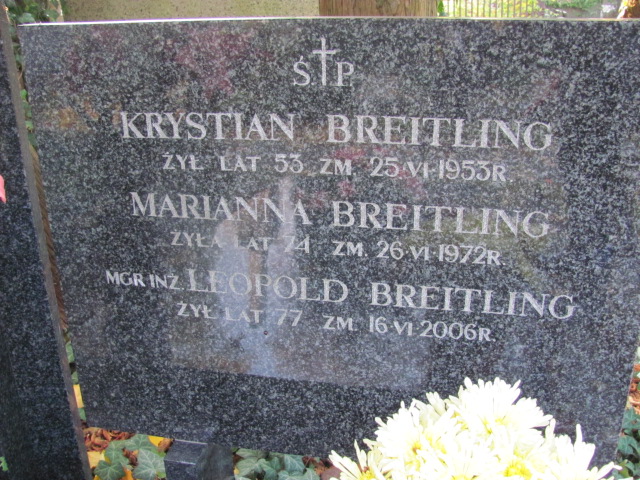 Ś.†P.
KRYSTIAN BREITLING
ŻYŁ LAT 53 ZM. 25·VI·1953R.
MARIANNA BREITLING
ŻYŁA LAT 74 ZM. 26·VI·1972R.
MGR INŻ. LEOPOLD BREITLING
ŻYŁ LAT 77 ZM. 16·VI·2006R.